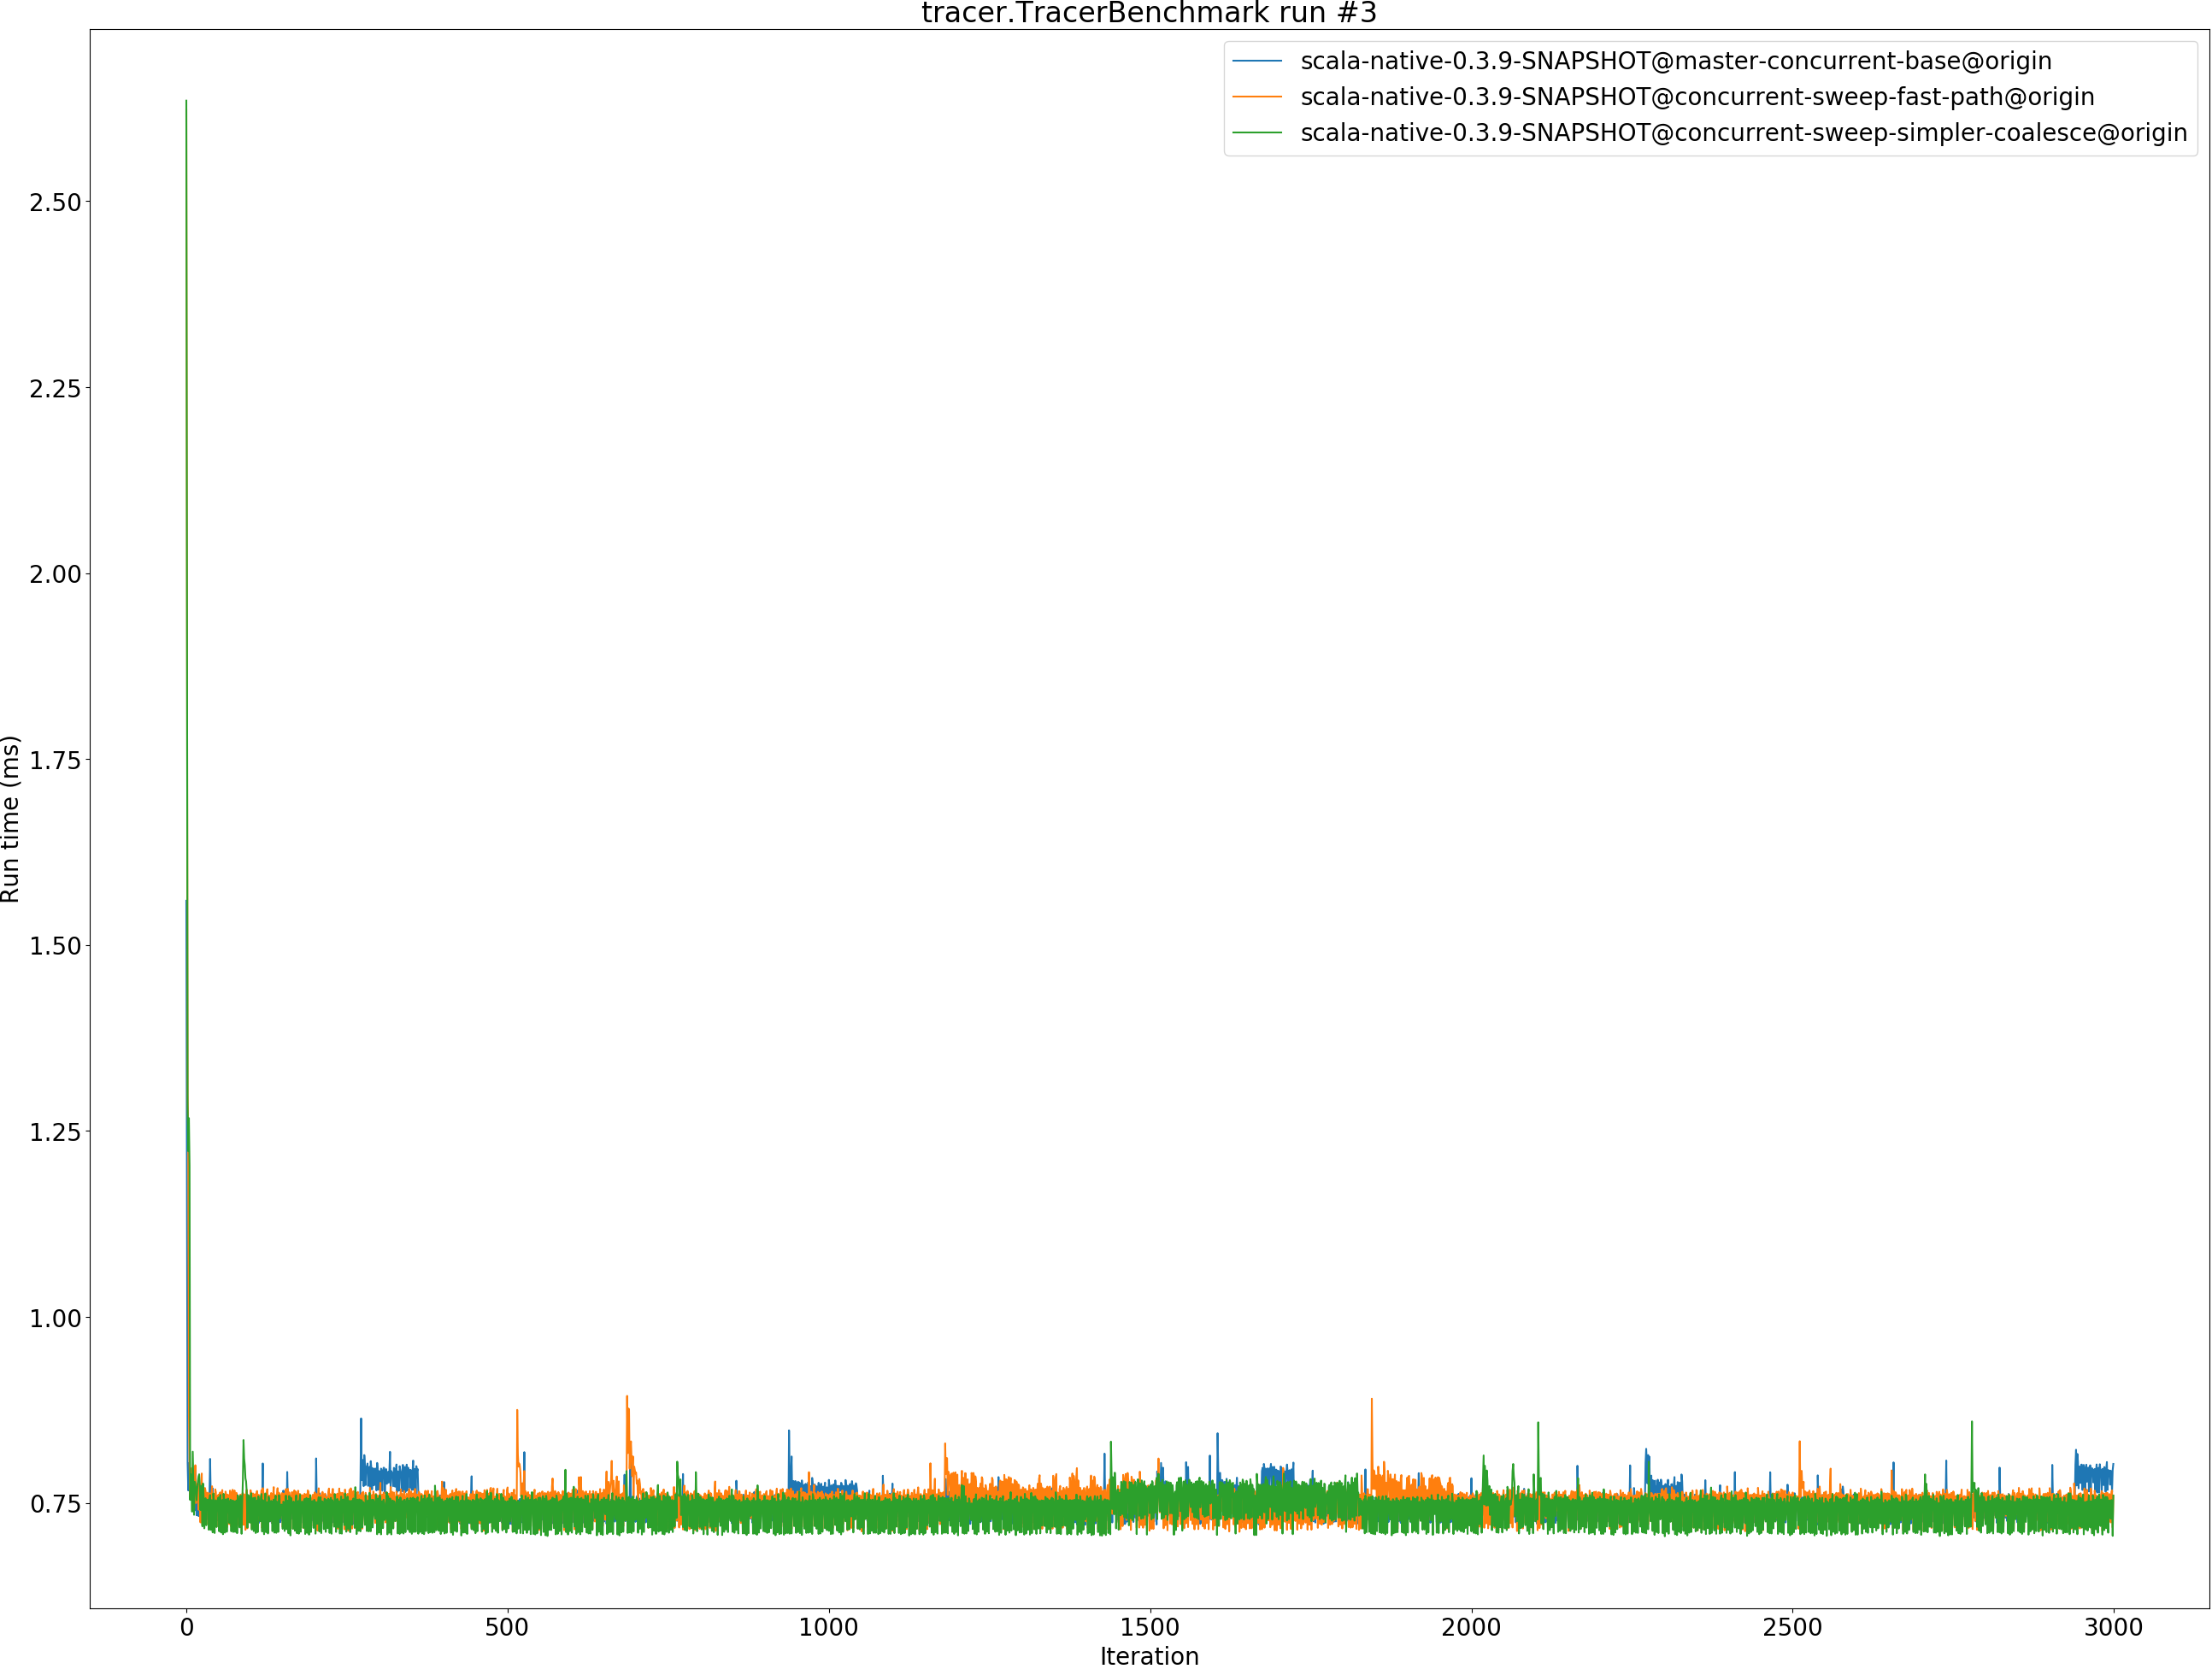 tracer.TracerBenchmark run #3
scala-native-0.3.9-SNAPSHOT@master-concurrent-base@origin
scala-native-0.3.9-SNAPSHOT@concurrent-sweep-fast-path@origin
scala-native-0.3.9-SNAPSHOT@concurrent-sweep-simpler-coalesce@origin
Run time (ms)
2.50
2.25
2.00
1.75
1.50
1.25
1.00
0.75
0 500 1000 1500 2000 2500 3000
Iteration